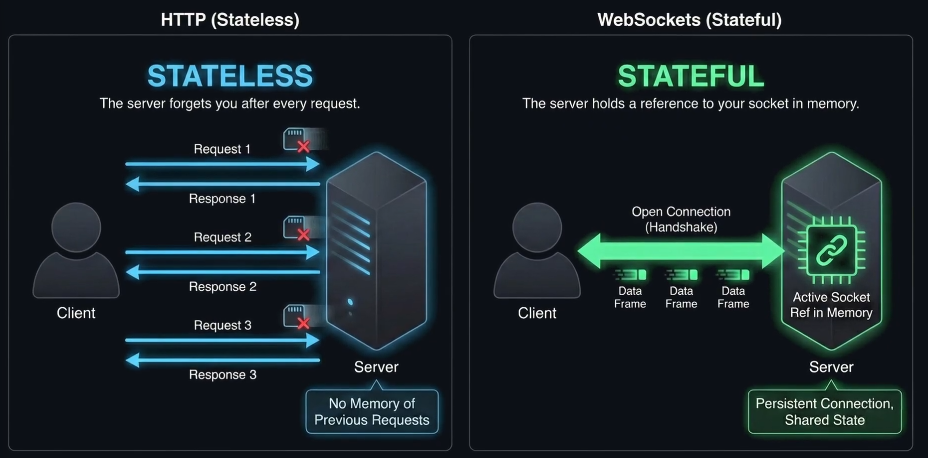 HTTP (Stateless)
STATELESS
The server forgets you after every request.
Request 1
Response 1
Request 2
Response 2
Request 3
Response 3
Client
Server
No Memory of
Previous Requests
WebSockets (Stateful)
STATEFUL
The server holds a reference to your socket in memory.
Open Connection
(Handshake)
Data
Frame
Data
Frame
Data
Frame
Active Socket
Ref in Memory
Client
Server
Persistent Connection,
Shared State